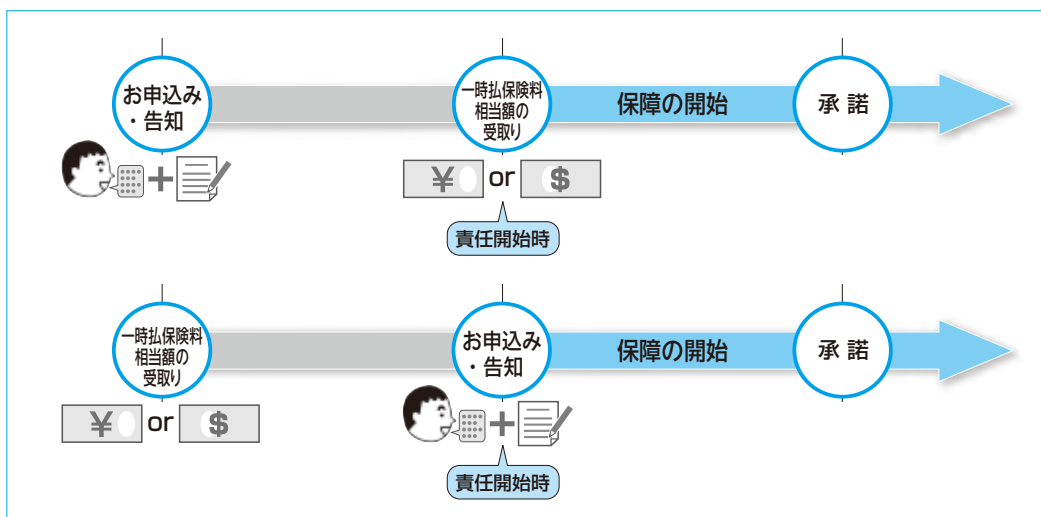 お申込み
・告知
一時払保険料
相当額の
受取り
保障の開始
承諾
¥ or $
責任開始時
一時払保険料
相当額の
受取り
お申込み
・告知
保障の開始
承諾
¥ or $
責任開始時